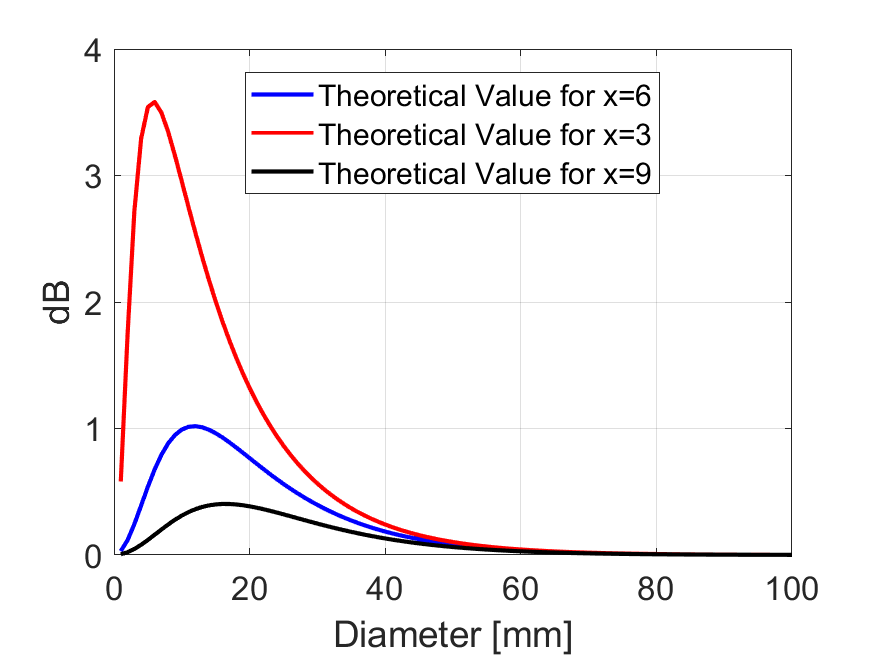 Theoretical Value for x=6
Theoretical Value for x=3
Theoretical Value for x=9
4
3
2
1
0
dB
0 20 40 60 80 100
Diameter [mm]